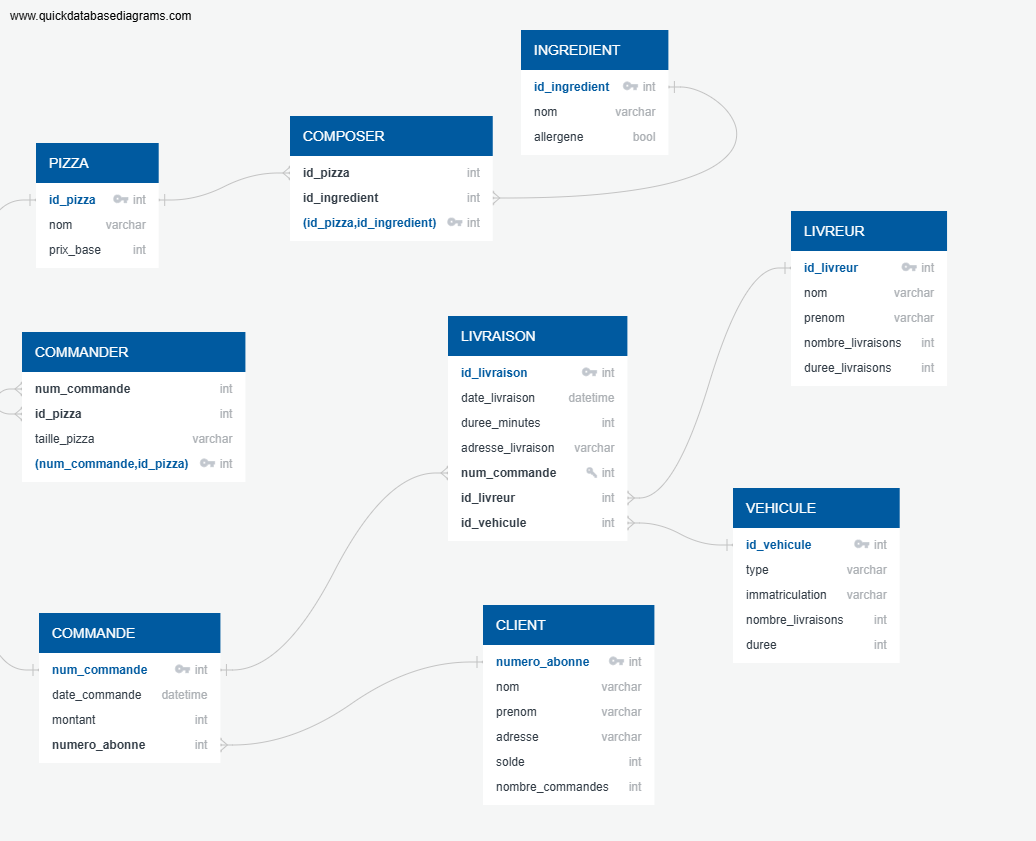 www.quickdatabasediagrams.com
INGREDIENT
id_ingredient int
nom varchar
allergene bool
COMPOSER
id_pizza int
id_ingredient int
(id_pizza,id_ingredient) int
PIZZA
id_pizza int
nom varchar
prix_base int
LIVREUR
id_livreur int
nom varchar
prenom varchar
nombre_livraisons int
duree_livraisons int
COMMANDER
num_commande int
id_pizza int
taille_pizza varchar
(num_commande,id_pizza) int
LIVRAISON
id_livraison int
date_livraison datetime
duree_minutes int
adresse_livraison varchar
num_commande int
id_livreur int
id_vehicule int
VEHICULE
id_vehicule int
type varchar
immatriculation varchar
nombre_livraisons int
duree int
COMMANDE
num_commande int
date_commande datetime
montant int
numero_abonne int
CLIENT
numero_abonne int
nom varchar
prenom varchar
adresse varchar
solde int
nombre_commandes int